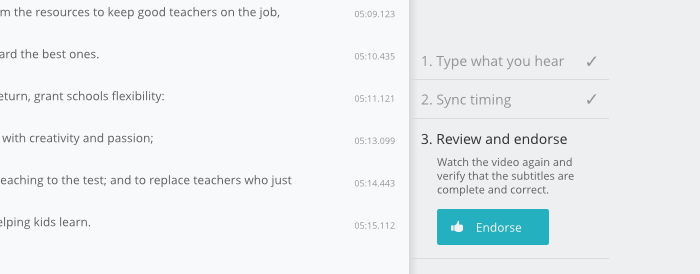 m the resources to keep good teachers on the job,
05:09.123
ard the best ones.
05:10.435
eturn, grant schools flexibility:
05:11.121
with creativity and passion;
05:13.099
eaching to the test; and to replace teachers who just
05:14.443
elping kids learn.
05:15.112
1. Type what you hear ✓
2. Sync timing ✓
3. Review and endorse
Watch the video again and
verify that the subtitles are
complete and correct.
Endorse